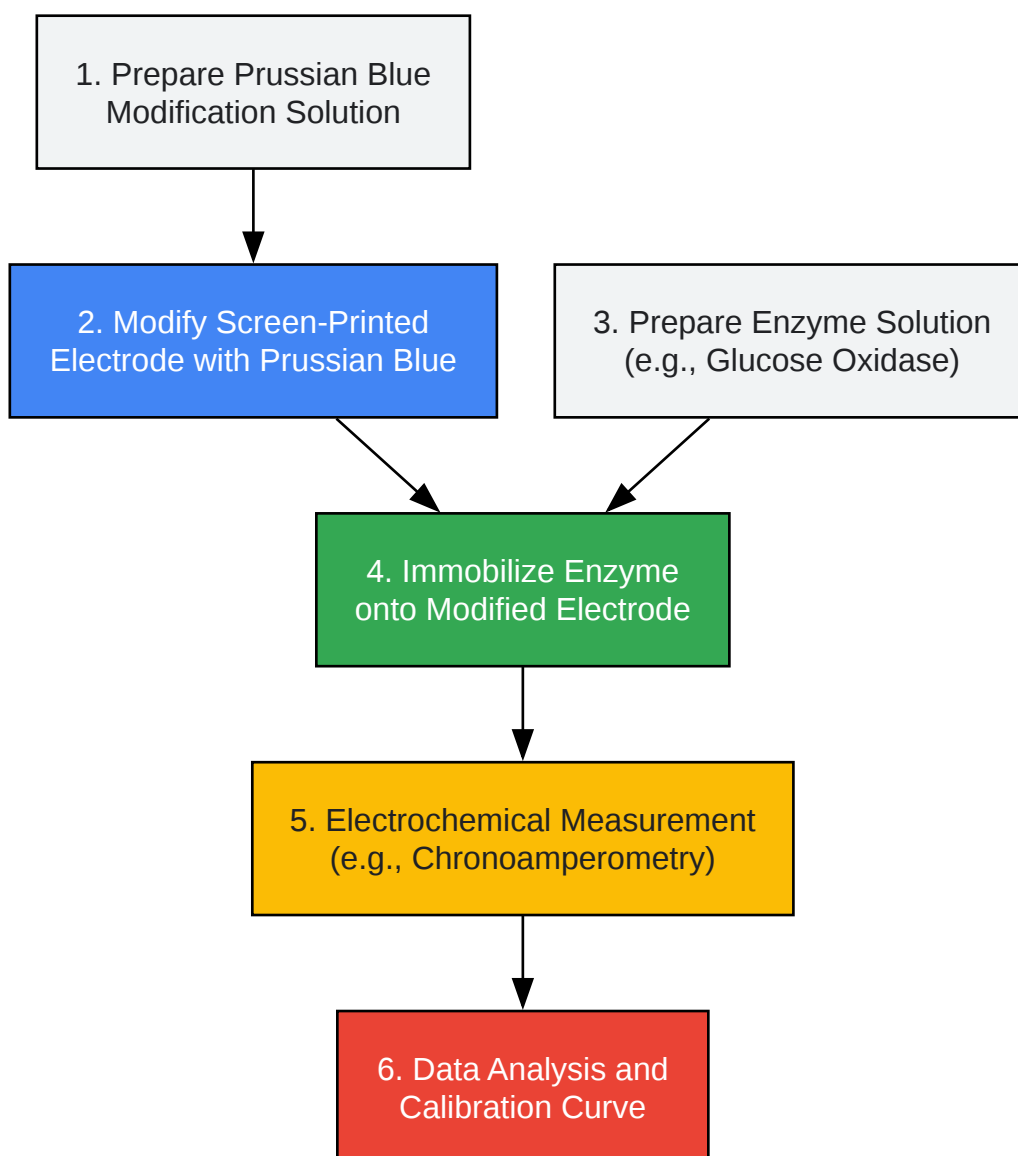 1. Prepare Prussian Blue
Modification Solution
2. Modify Screen-Printed
Electrode with Prussian Blue
3. Prepare Enzyme Solution
(e.g., Glucose Oxidase)
4. Immobilize Enzyme
onto Modified Electrode
5. Electrochemical Measurement
(e.g., Chronoamperometry)
6. Data Analysis and
Calibration Curve